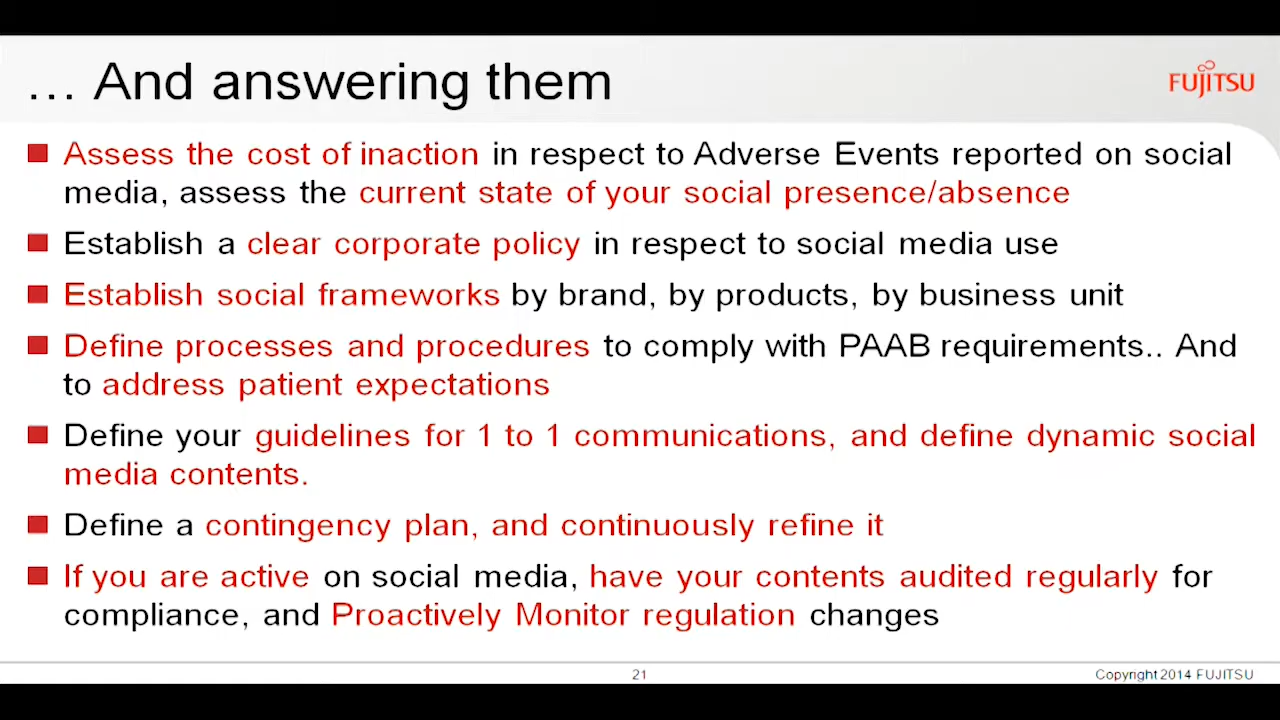 ... And answering them
FUJITSU
Assess the cost of inaction in respect to Adverse Events reported on social
media, assess the current state of your social presence/absence
Establish a clear corporate policy in respect to social media use
Establish social frameworks by brand, by products, by business unit
Define processes and procedures to comply with PAAB requirements.. And
to address patient expectations
Define your guidelines for 1 to 1 communications, and define dynamic social
media contents.
Define a contingency plan, and continuously refine it
If you are active on social media, have your contents audited regularly for
compliance, and Proactively Monitor regulation changes
21
Copyright 2014 FUJITSU